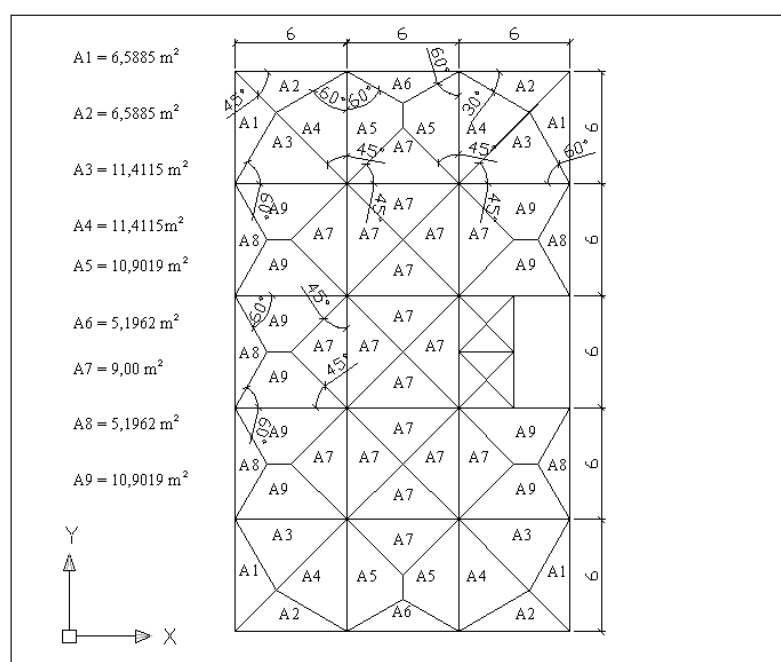 A1 = 6,5885 m²
A2 = 6,5885 m²
A3 = 11,4115 m²
A4 = 11,4115m²
A5 = 10,9019 m²
A6 = 5,1962 m²
A7 = 9,00 m²
A8 = 5,1962 m²
A9 = 10,9019 m²
6 6 6
A2 A6 A2
45° 60° 60° 60° 30°
A1 A4 A5 A5 A4 A1
A3 A7 A3
45° 45° 60°
6
60° 45° 45°
A9 A7 A9
A8 A7 A7 A7 A7 A8
A9 A7 A9
6
60° 45°
A9 A7
A8 A7 A7 A7
45°
A9 A7
6
60°
A9 A7 A9
A8 A7 A7 A7 A7 A8
A9 A7 A9
6
A3 A7 A3
A1 A4 A5 A5 A4 A1
A2 A6 A2
6
Y
X